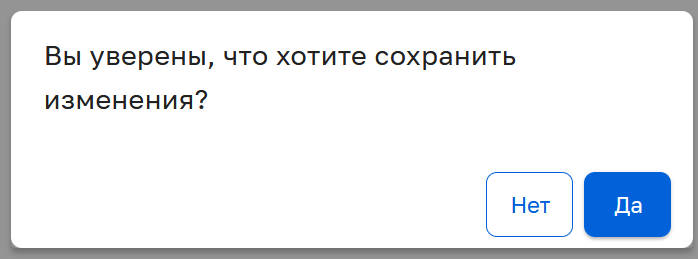 Вы уверены, что хотите сохранить
изменения?
Нет Да